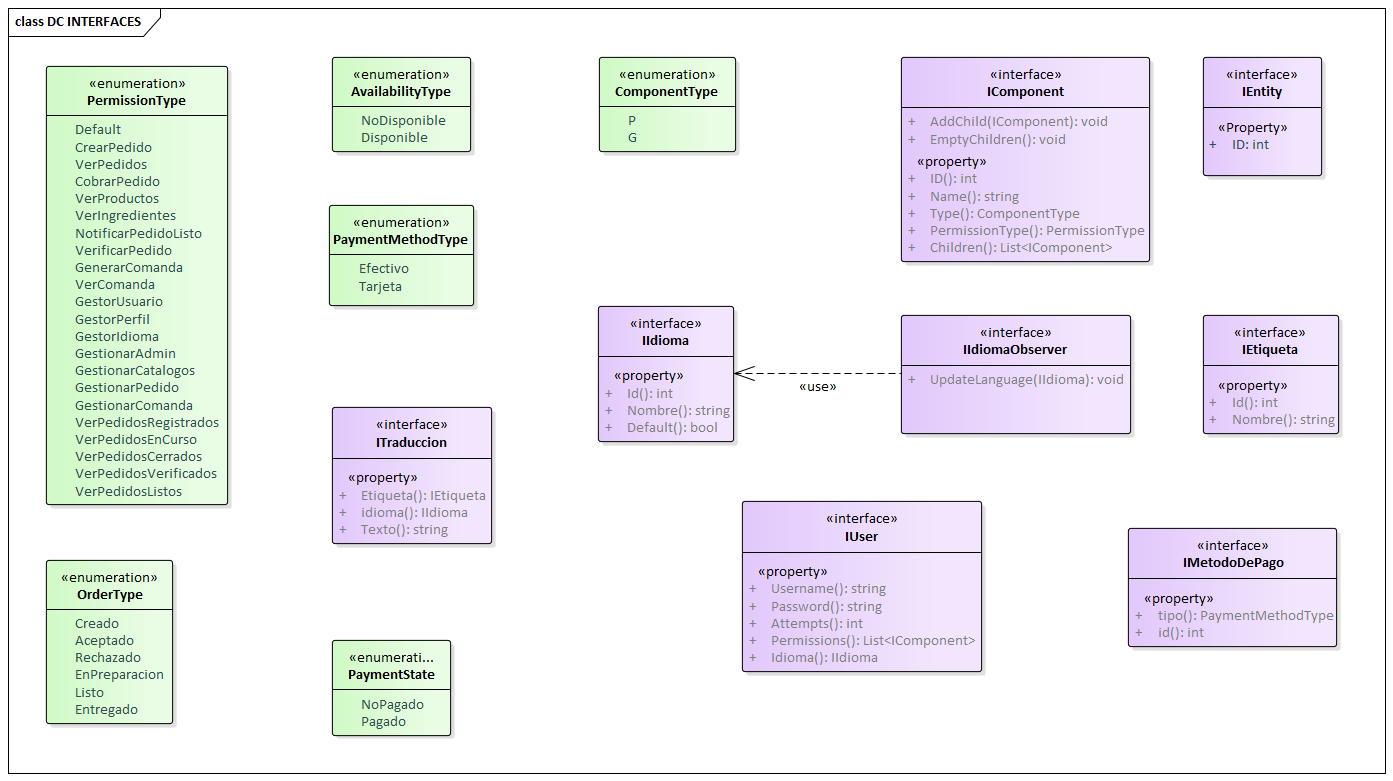 class DC INTERFACES
«enumeration»
PermissionType
Default
CrearPedido
VerPedidos
CobrarPedido
VerProductos
VerIngredientes
NotificarPedidoListo
VerificarPedido
GenerarComanda
VerComanda
GestorUsuario
GestorPerfil
GestorIdioma
GestionarAdmin
GestionarCatalogos
GestionarPedido
GestionarComanda
VerPedidosRegistrados
VerPedidosEnCurso
VerPedidosCerrados
VerPedidosVerificados
VerPedidosListos
«enumeration»
OrderType
Creado
Aceptado
Rechazado
EnPreparacion
Listo
Entregado
«enumeration»
AvailabilityType
NoDisponible
Disponible
«enumeration»
PaymentMethodType
Efectivo
Tarjeta
«interface»
ITraduccion
«property»
+ Etiqueta(): IEtiqueta
+ idioma(): IIdioma
+ Texto(): string
«enumerati...
PaymentState
NoPagado
Pagado
«enumeration»
ComponentType
P
G
«interface»
IIdioma
«property»
+ Id(): int
+ Nombre(): string
+ Default(): bool
«use»
«interface»
IComponent
+ AddChild(IComponent): void
+ EmptyChildren(): void
«property»
+ ID(): int
+ Name(): string
+ Type(): ComponentType
+ PermissionType(): PermissionType
+ Children(): List<IComponent>
«interface»
IIdiomaObserver
+ UpdateLanguage(IIdioma): void
«interface»
IUser
«property»
+ Username(): string
+ Password(): string
+ Attempts(): int
+ Permissions(): List<IComponent>
+ Idioma(): IIdioma
«interface»
IEntity
«Property»
+ ID: int
«interface»
IEtiqueta
«property»
+ Id(): int
+ Nombre(): string
«interface»
IMetodoDePago
«property»
+ tipo(): PaymentMethodType
+ id(): int